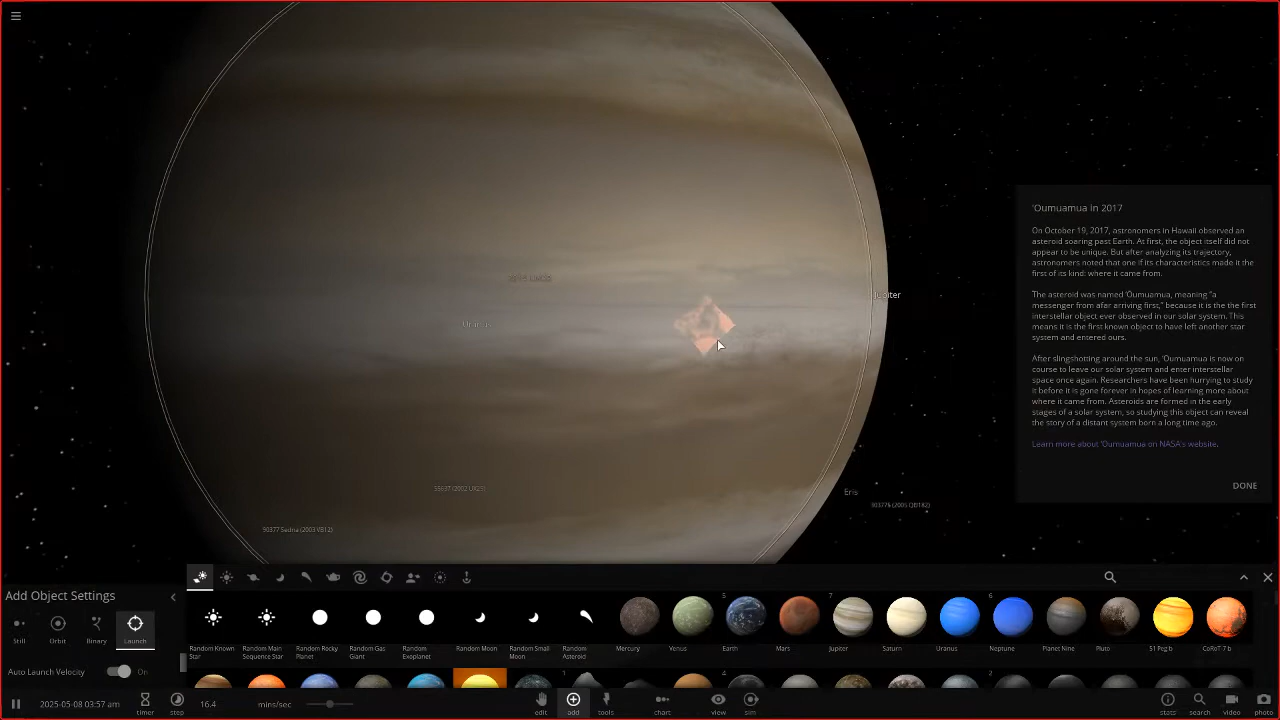 Jupiter
Uranus
Eris
90377 Sedna (2003 VB12)
'Oumuamua In 2017
On October 19, 2017, astronomers in Hawaii observed an
asteroid soaring past Earth. At first, the object itself did not
appear to be unique. But after analyzing its trajectory,
astronomers noted that one if its characteristics made it the
first of its kind: where it came from.
The asteroid was named 'Oumuamua, meaning "a
messenger from afar arriving first," because it is the the first
interstellar object ever observed in our solar system. This
means it is the first known object to have left another star
system and entered ours.
After slingshotting around the sun, 'Oumuamua is now on
course to leave our solar system and enter interstellar
space once again. Researchers have been hurrying to study
it before it is gone forever in hopes of learning more about
where it came from. Asteroids are formed in the early
stages of a solar system, so studying this object can reveal
the story of a distant system born a long time ago.
Learn more about 'Oumuamua on NASA's website.
DONE
Add Object Settings
Still
Orbit
Binary
Launch
Auto Launch Velocity
On
Random Known Star
Random Main Sequence Star
Random Rocky Planet
Random Gas Giant
Random Exoplanet
Random Moon
Random Small Moon
Random Asteroid
Mercury
Venus
5
Earth
Mars
7
Jupiter
Saturn
Uranus
6
Neptune
Planet Nine
Pluto
51 Peg b
CoRoT-7 b
1
4
2025-05-08 03:57 am
timer
step
16.4
mins/sec
edit
add
tools
chart
view
sim
stats
search
video
photo